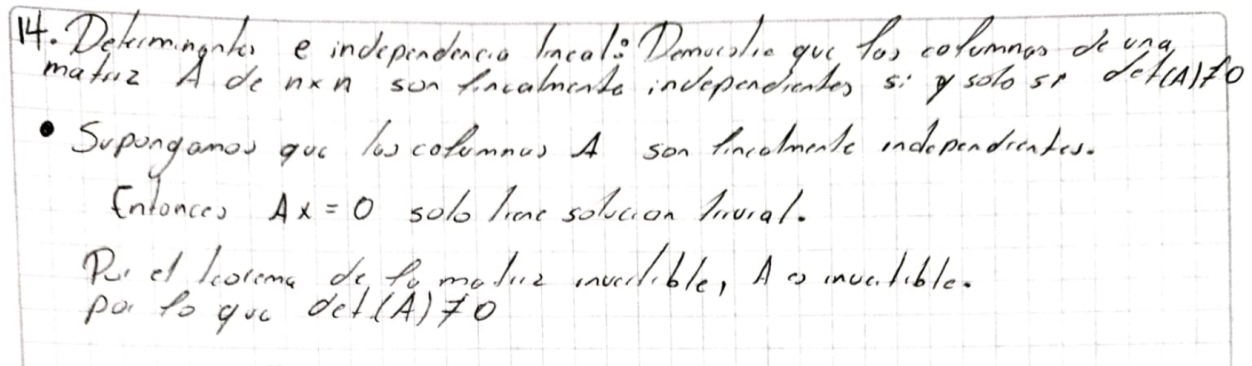 14. Determinantes e independencia lineal: Demuestre que las columnas de una
matriz A de n×n son linealmente independientes si y solo si det(A)≠0
• Supongamos que las columnas A son linealmente independientes.
Entonces Ax = 0 solo tiene solucion trivial.
Por el teorema de la matriz invertible, A es invertible.
por lo que det(A)≠0